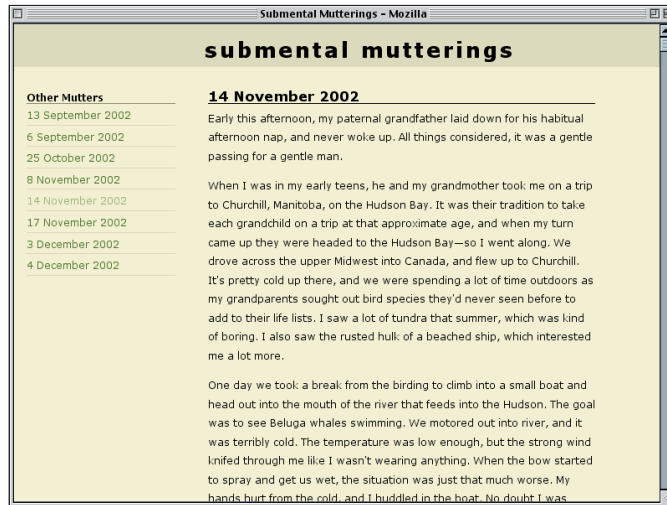 Submental Mutterings - Mozilla
submental mutterings
Other Mutters
13 September 2002
6 September 2002
25 October 2002
8 November 2002
14 November 2002
17 November 2002
3 December 2002
4 December 2002
14 November 2002
Early this afternoon, my paternal grandfather laid down for his habitual
afternoon nap, and never woke up. All things considered, it was a gentle
passing for a gentle man.
When I was in my early teens, he and my grandmother took me on a trip
to Churchill, Manitoba, on the Hudson Bay. It was their tradition to take
each grandchild on a trip at that approximate age, and when my turn
came up they were headed to the Hudson Bay—so I went along. We
drove across the upper Midwest into Canada, and flew up to Churchill.
It's pretty cold up there, and we were spending a lot of time outdoors as
my grandparents sought out bird species they'd never seen before to
add to their life lists. I saw a lot of tundra that summer, which was kind
of boring. I also saw the rusted hulk of a beached ship, which interested
me a lot more.
One day we took a break from the birding to climb into a small boat and
head out into the mouth of the river that feeds into the Hudson. The goal
was to see Beluga whales swimming. We motored out into river, and it
was terribly cold. The temperature was low enough, but the strong wind
knifed through me like I wasn't wearing anything. When the bow started
to spray and get us wet, the situation was just that much worse. My
hands hurt from the cold, and I huddled in the boat. No doubt I was